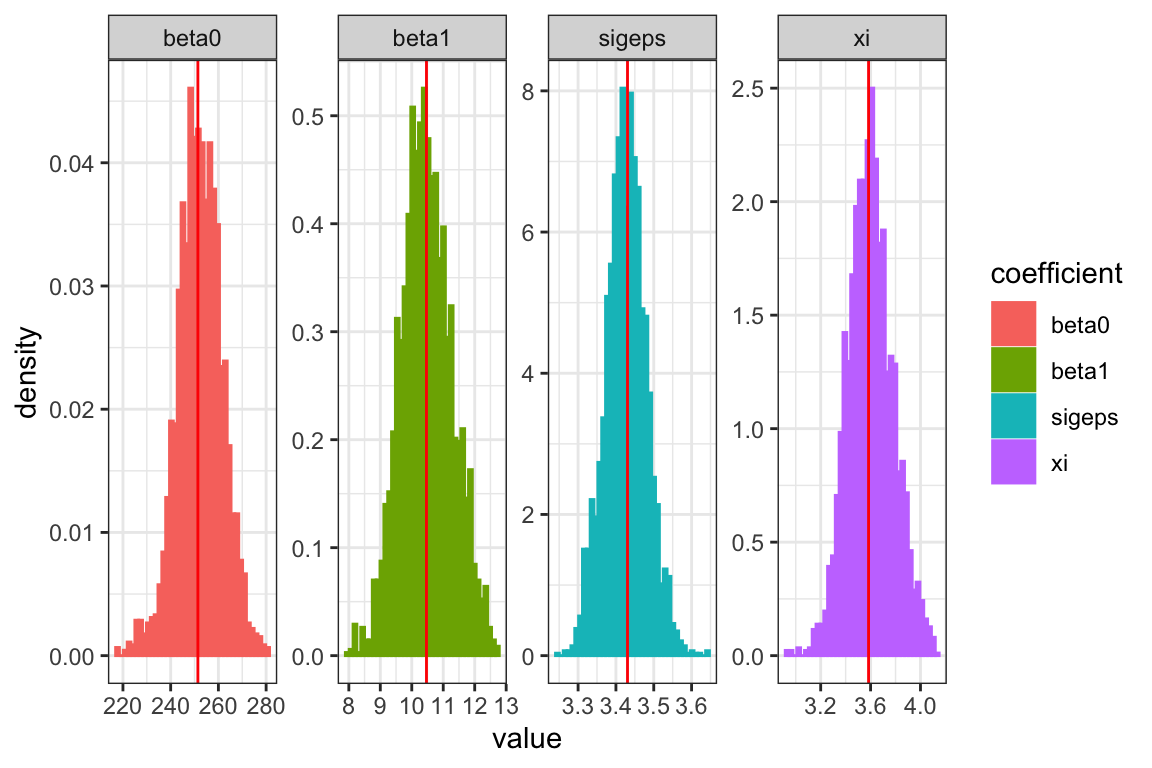 beta0 beta1 sigeps xi
density
0.04
0.03
0.02
0.01
0.00
0.5
0.4
0.3
0.2
0.1
0.0
8
6
4
2
0
2.5
2.0
1.5
1.0
0.5
0.0
220 240 260 280
8 9 10 11 12 13
3.3 3.4 3.5 3.6
3.2 3.6 4.0
value
coefficient
beta0
beta1
sigeps
xi